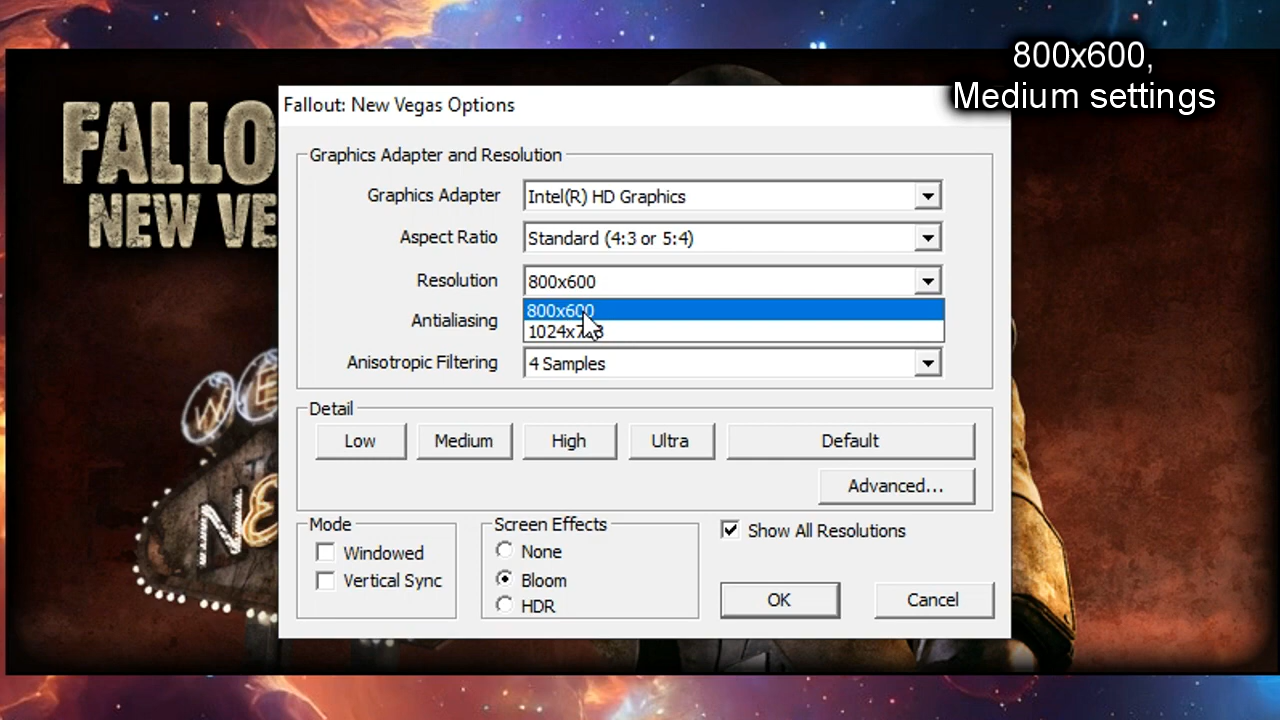 800x600,
Medium settings
FALLO
NEW VE
Fallout: New Vegas Options
Graphics Adapter and Resolution
Graphics Adapter Intel(R) HD Graphics
Aspect Ratio Standard (4:3 or 5:4)
Resolution 800x600
800x600
Antialiasing
Anisotropic Filtering 4 Samples
Detail
Low Medium High Ultra Default
Advanced...
Mode
Windowed
Vertical Sync
Screen Effects
None
Bloom
HDR
Show All Resolutions
OK Cancel